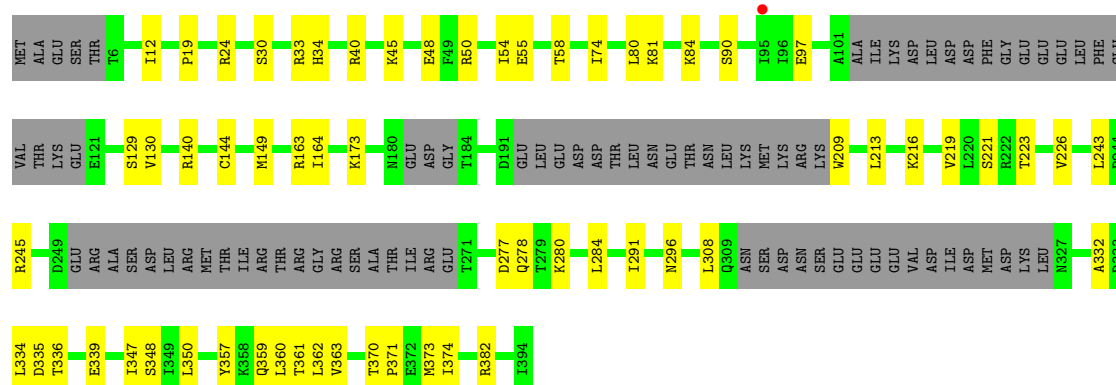 MET ALA GLU SER THR T6 I12 P19 R24 S30 R33 H34 R40 K45 E48 F49 R50 I54 E55 T58 I74 L80 K81 K84 S90 I95 I96 E97 A101 ALA ILE LYS ASP LEU ASP ASP PHE GLY GLU GLU GLU LEU PHE GLU
VAL THR LYS GLU E121 S129 V130 R140 C144 M149 R163 I164 K173 N180 GLU ASP GLY T184 D191 GLU LEU GLU ASP ASP THR LEU ASN GLU THR ASN LEU LYS MET LYS ARG LYS W209 L213 K216 V219 L220 S221 R222 T223 V226 L243
R245 D249 GLU ARG ALA SER ASP LEU ARG MET THR ILE ARG THR ARG GLY ARG SER ALA THR ILE ARG GLU T271 D277 Q278 T279 K280 L284 I291 N296 L308 Q309 ASN SER ASP ASN SER GLU GLU GLU GLU VAL ASP ILE ASP MET ASP LYS LEU N327 A332
L334 D335 T336 E339 I347 S348 I349 L350 Y357 K358 Q359 L360 T361 L362 V363 T370 P371 E372 M373 I374 R382 I394